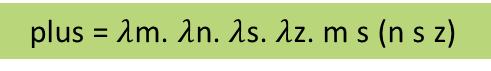 plus = λm. λn. λs. λz. m s (n s z)